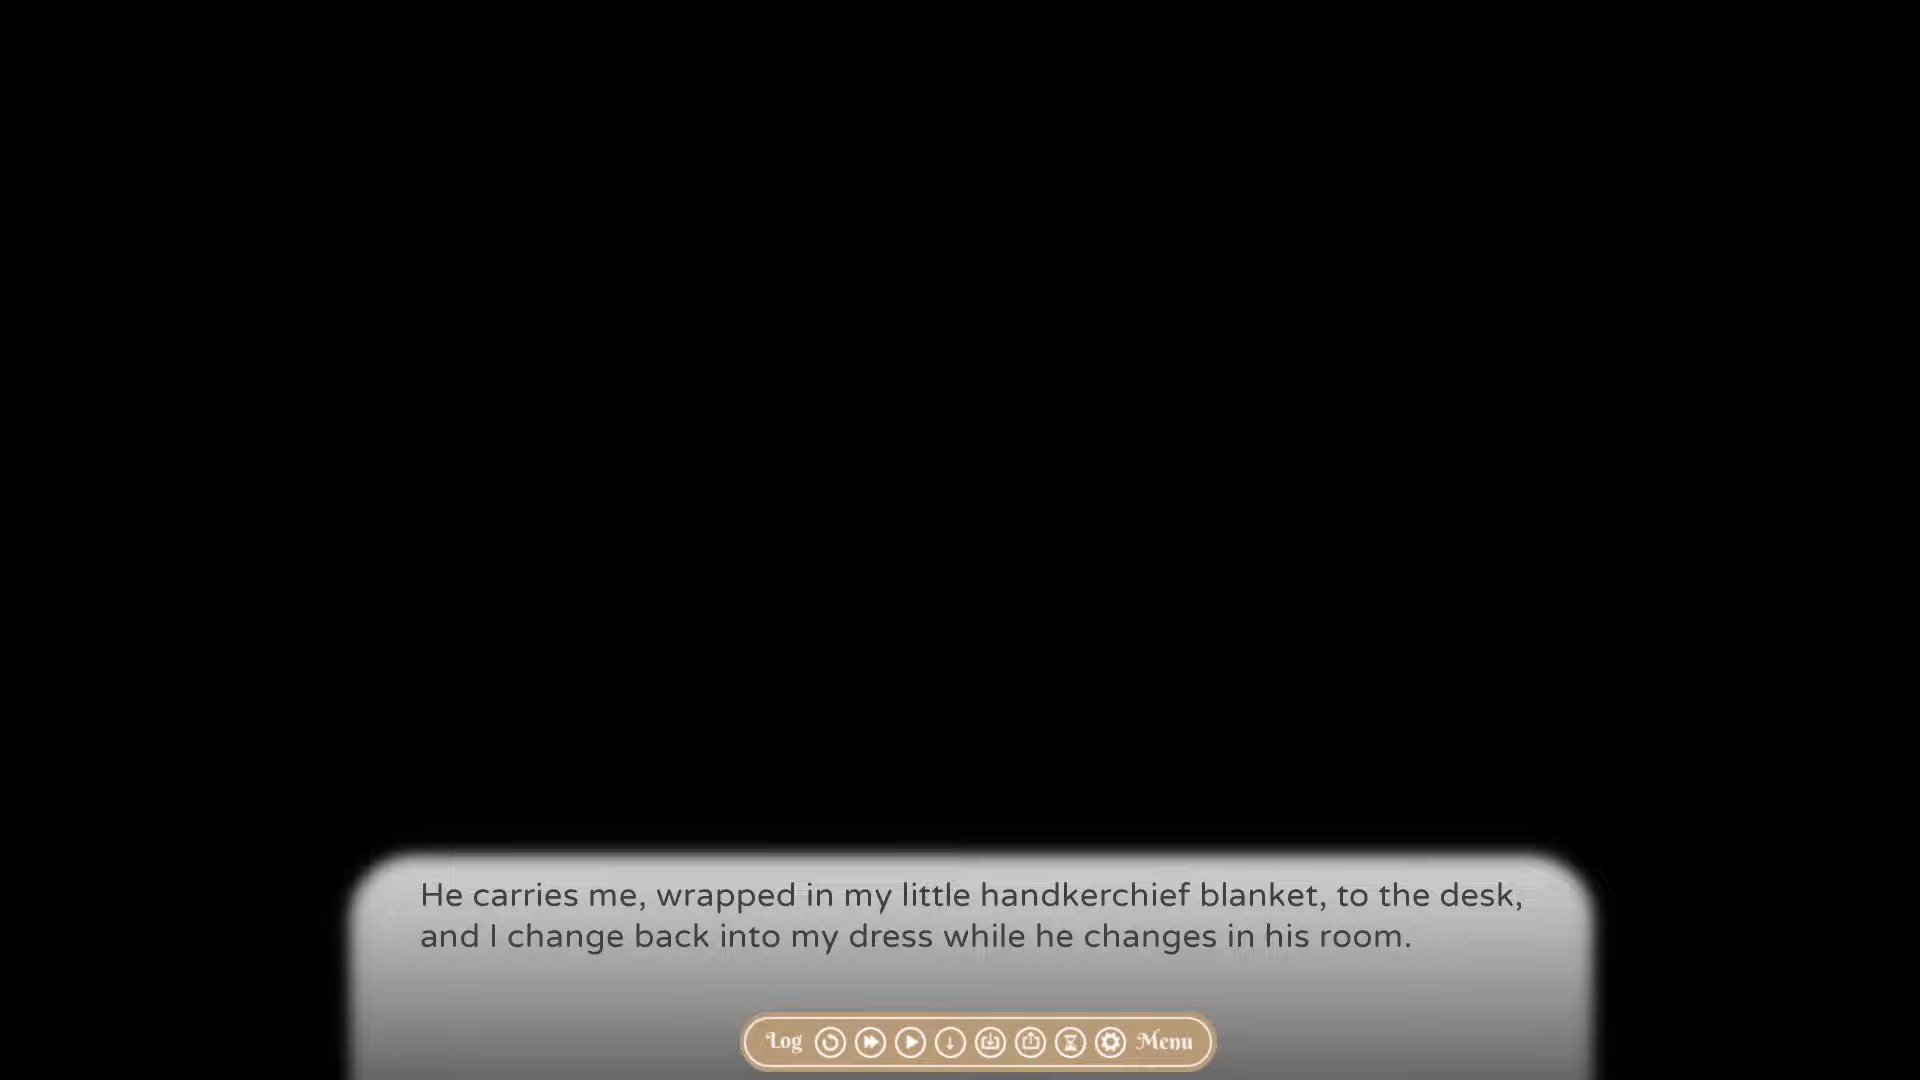 He carries me, wrapped in my little handkerchief blanket, to the desk,
and I change back into my dress while he changes in his room.
Log Menu